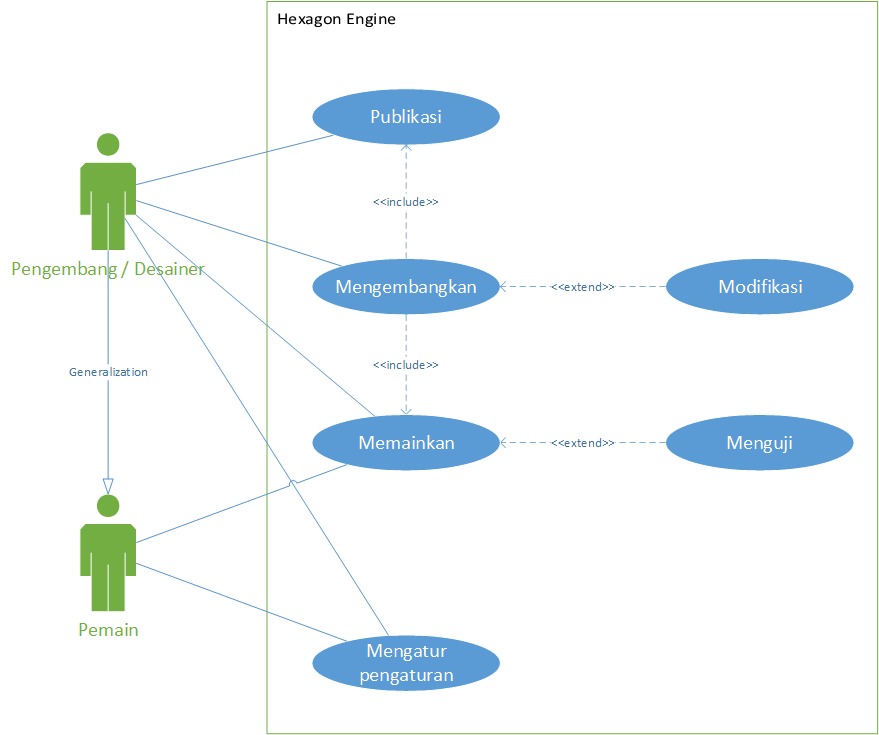 Hexagon Engine
Publikasi
<<include>>
Pengembang / Desainer
Mengembangkan
<<extend>>
Modifikasi
Generalization
<<include>>
Memainkan
<<extend>>
Menguji
Pemain
Mengatur
pengaturan